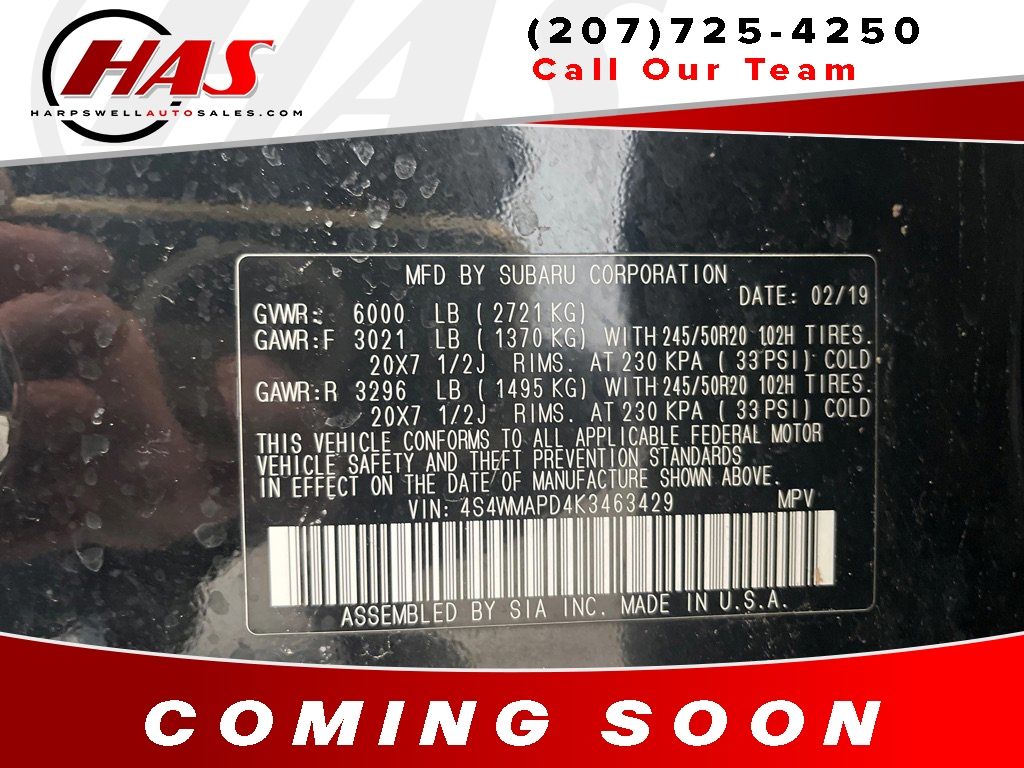 HAS
HARPSWELLAUTOSALES.COM
(207)725-4250
Call Our Team
MFD BY SUBARU CORPORATION
DATE: 02/19
GVWR: 6000 LB ( 2721 KG)
GAWR:F 3021 LB ( 1370 KG) WITH 245/50R20 102H TIRES.
20X7 1/2J RIMS. AT 230 KPA ( 33 PSI) COLD
GAWR:R 3296 LB ( 1495 KG) WITH 245/50R20 102H TIRES.
20X7 1/2J RIMS. AT 230 KPA ( 33 PSI) COLD
THIS VEHICLE CONFORMS TO ALL APPLICABLE FEDERAL MOTOR
VEHICLE SAFETY AND THEFT PREVENTION STANDARDS
IN EFFECT ON THE DATE OF MANUFACTURE SHOWN ABOVE.
VIN: 4S4WMAPD4K3463429 MPV
ASSEMBLED BY SIA INC. MADE IN U.S.A.
COMING SOON